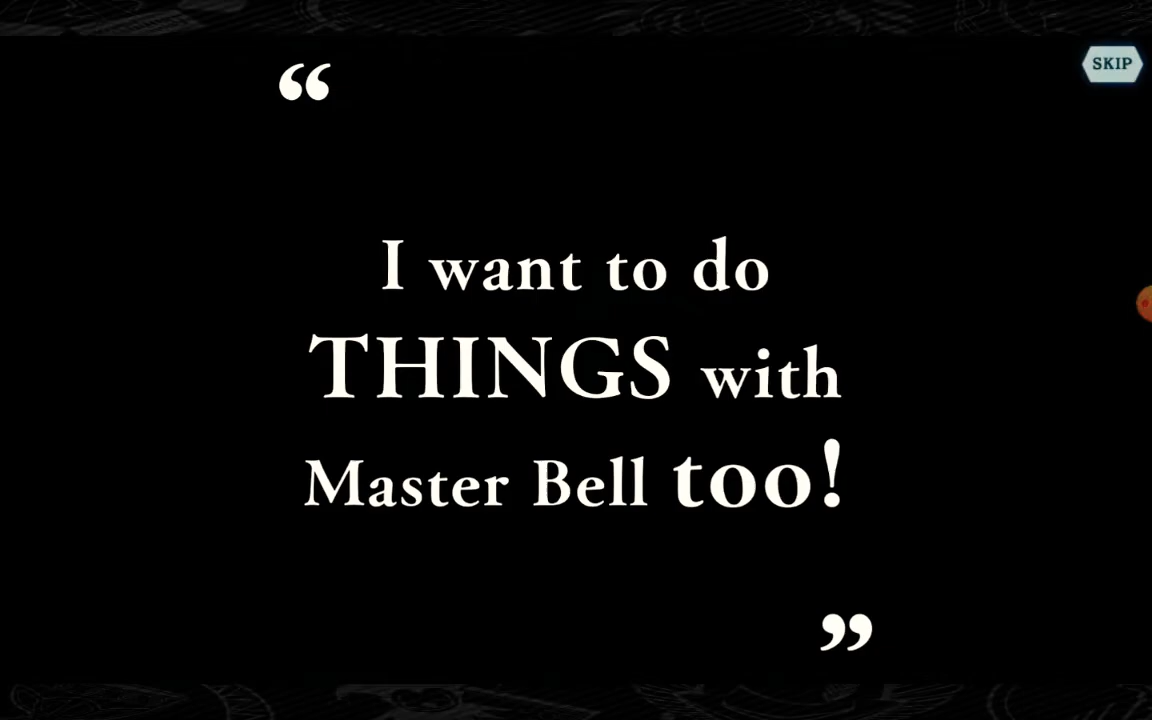 SKIP
“
I want to do
THINGS with
Master Bell too!
”